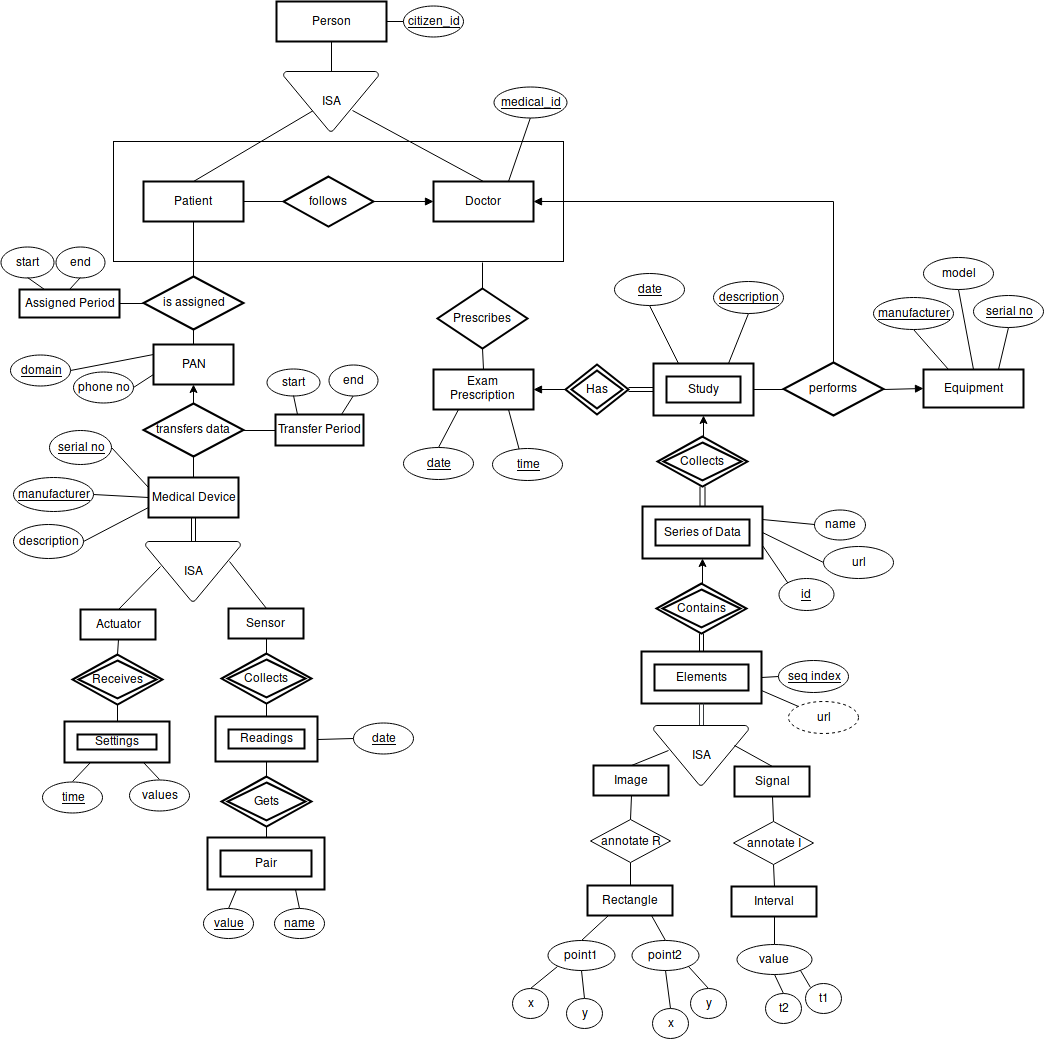 Person
citizen_id
ISA
medical_id
Patient
follows
Doctor
start
end
Assigned Period
is assigned
Prescribes
date
description
model
manufacturer
serial no
domain
phone no
PAN
start
end
Exam
Prescription
Has
Study
performs
Equipment
transfers data
Transfer Period
serial no
date
time
Collects
manufacturer
Medical Device
description
Series of Data
name
url
id
ISA
Actuator
Sensor
Contains
Receives
Collects
Elements
seq index
url
Settings
Readings
date
ISA
time
values
Image
Signal
Gets
annotate R
annotate I
Pair
Rectangle
Interval
value
name
point1
point2
value
x
y
x
y
t2
t1